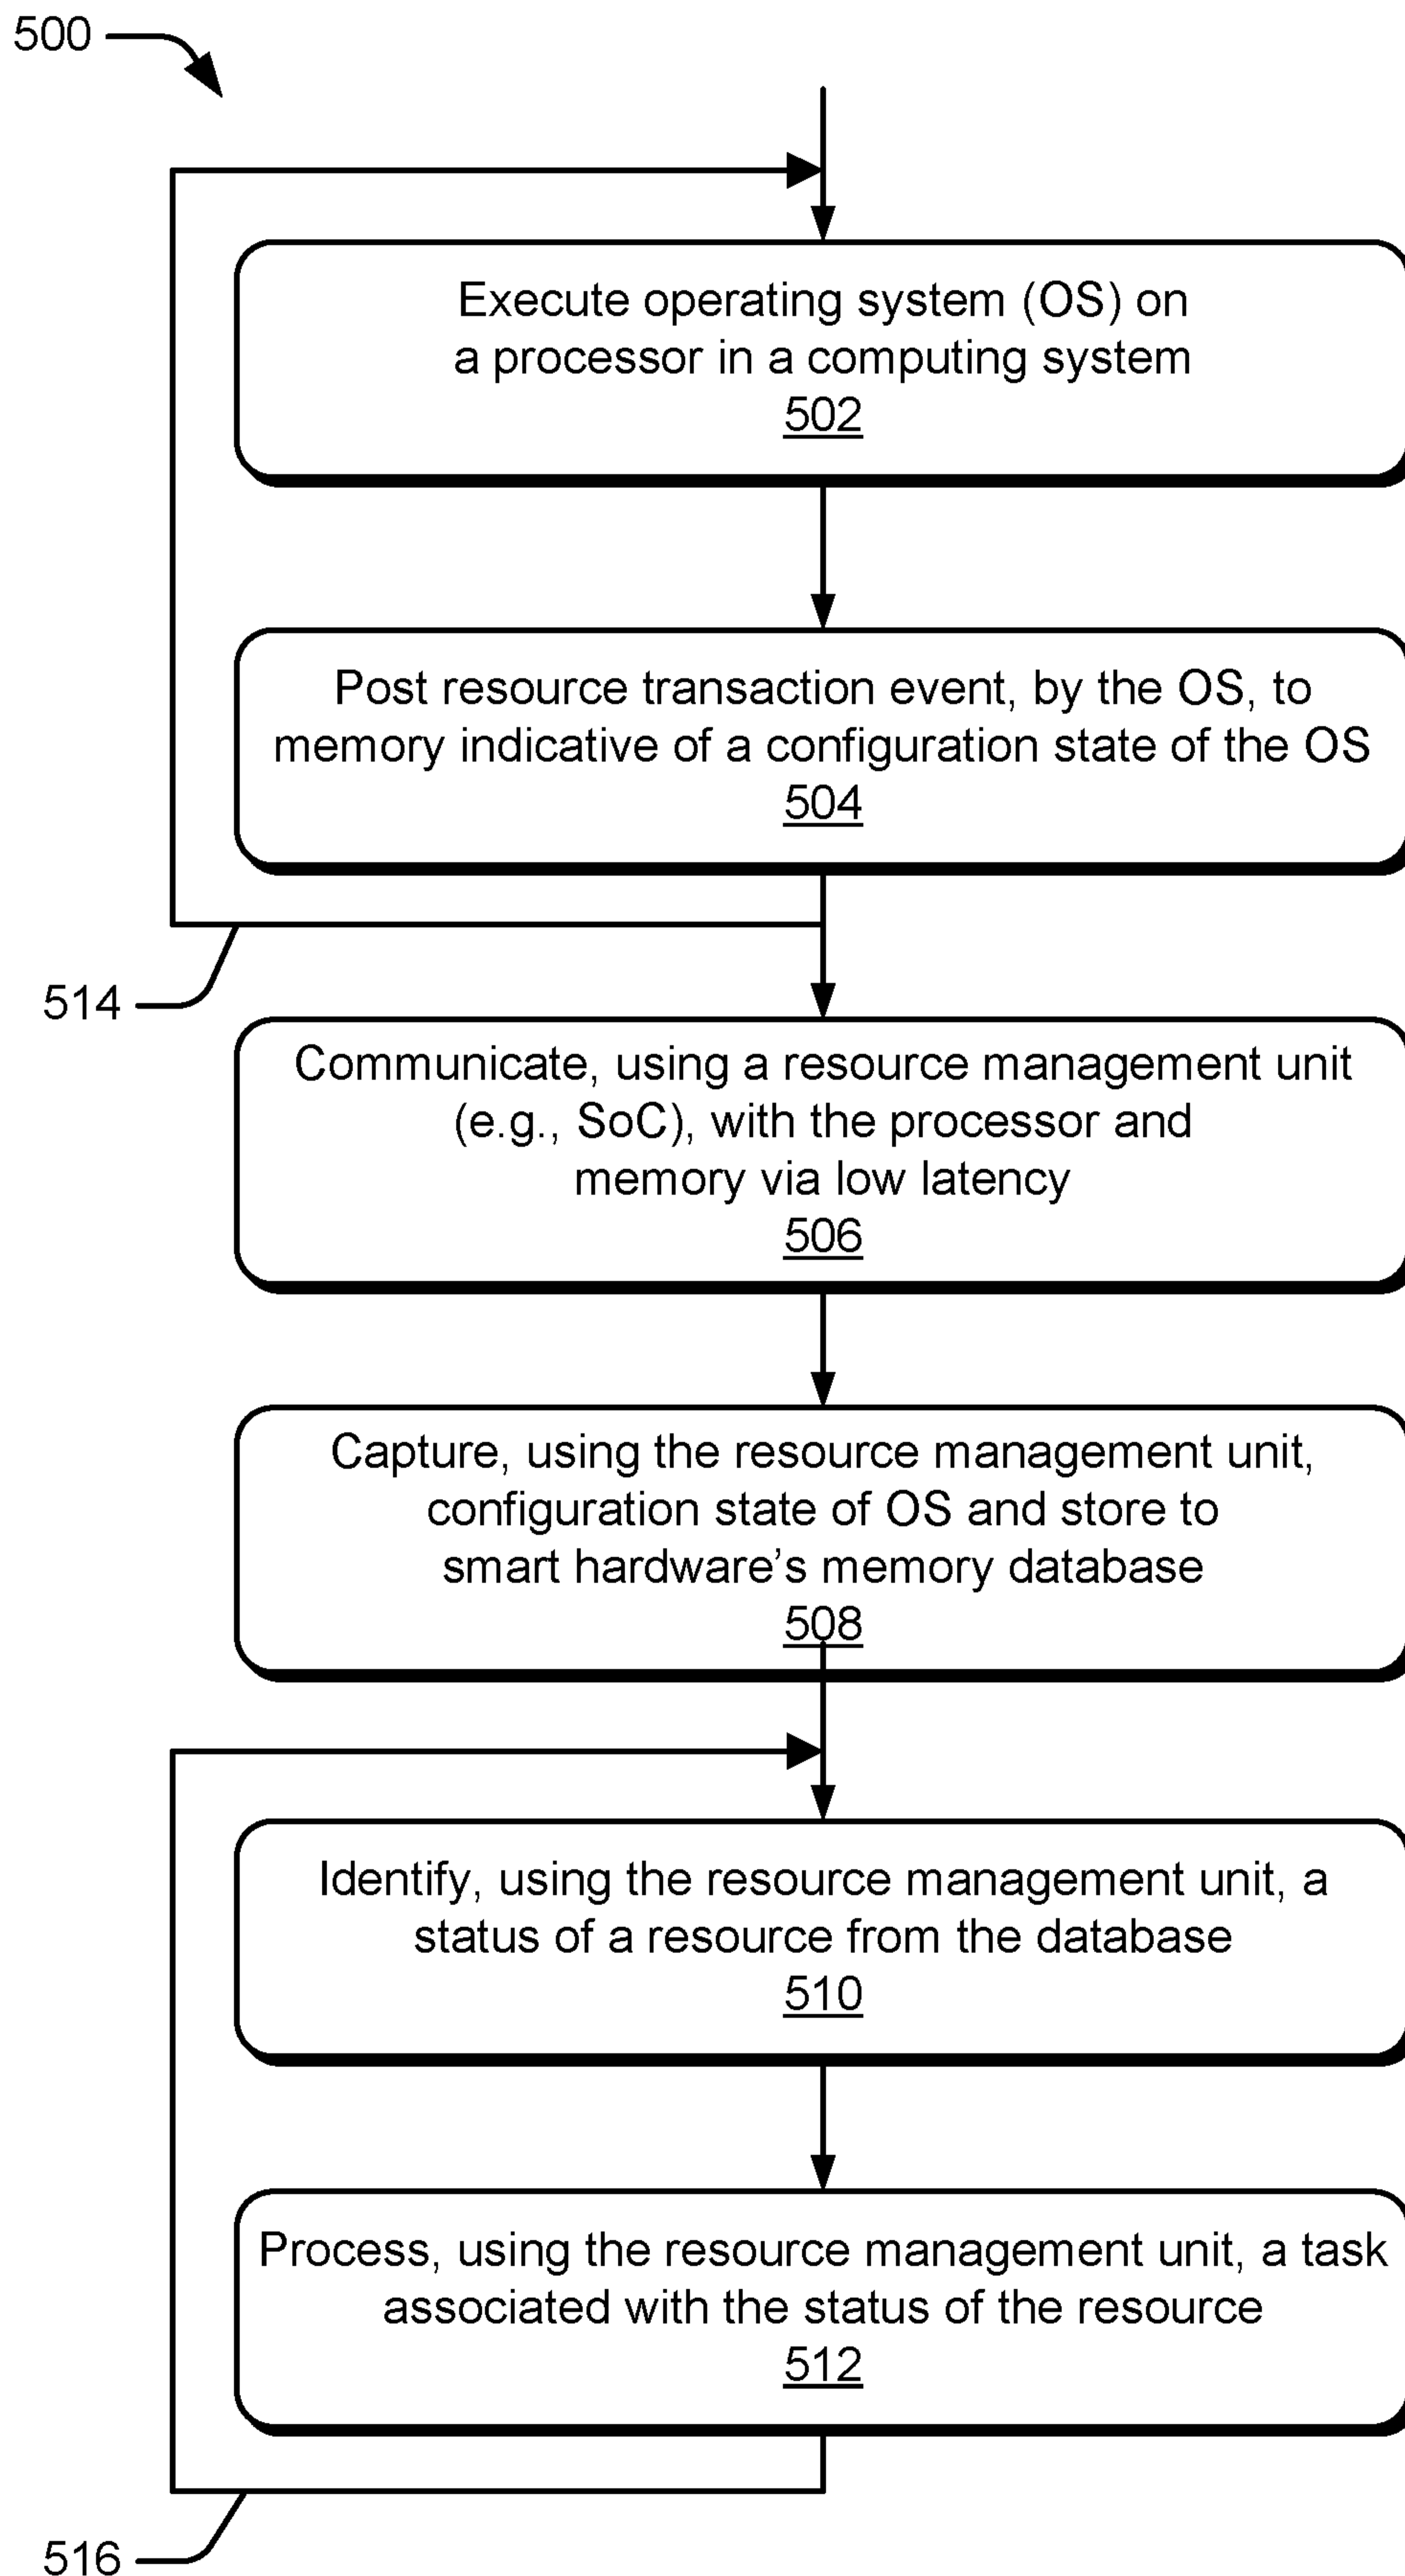 500
Execute operating system (OS) on
a processor in a computing system
502
Post resource transaction event, by the OS, to
memory indicative of a configuration state of the OS
504
514
Communicate, using a resource management unit
(e.g., SoC), with the processor and
memory via low latency
506
Capture, using the resource management unit,
configuration state of OS and store to
smart hardware's memory database
508
Identify, using the resource management unit, a
status of a resource from the database
510
Process, using the resource management unit, a task
associated with the status of the resource
512
516